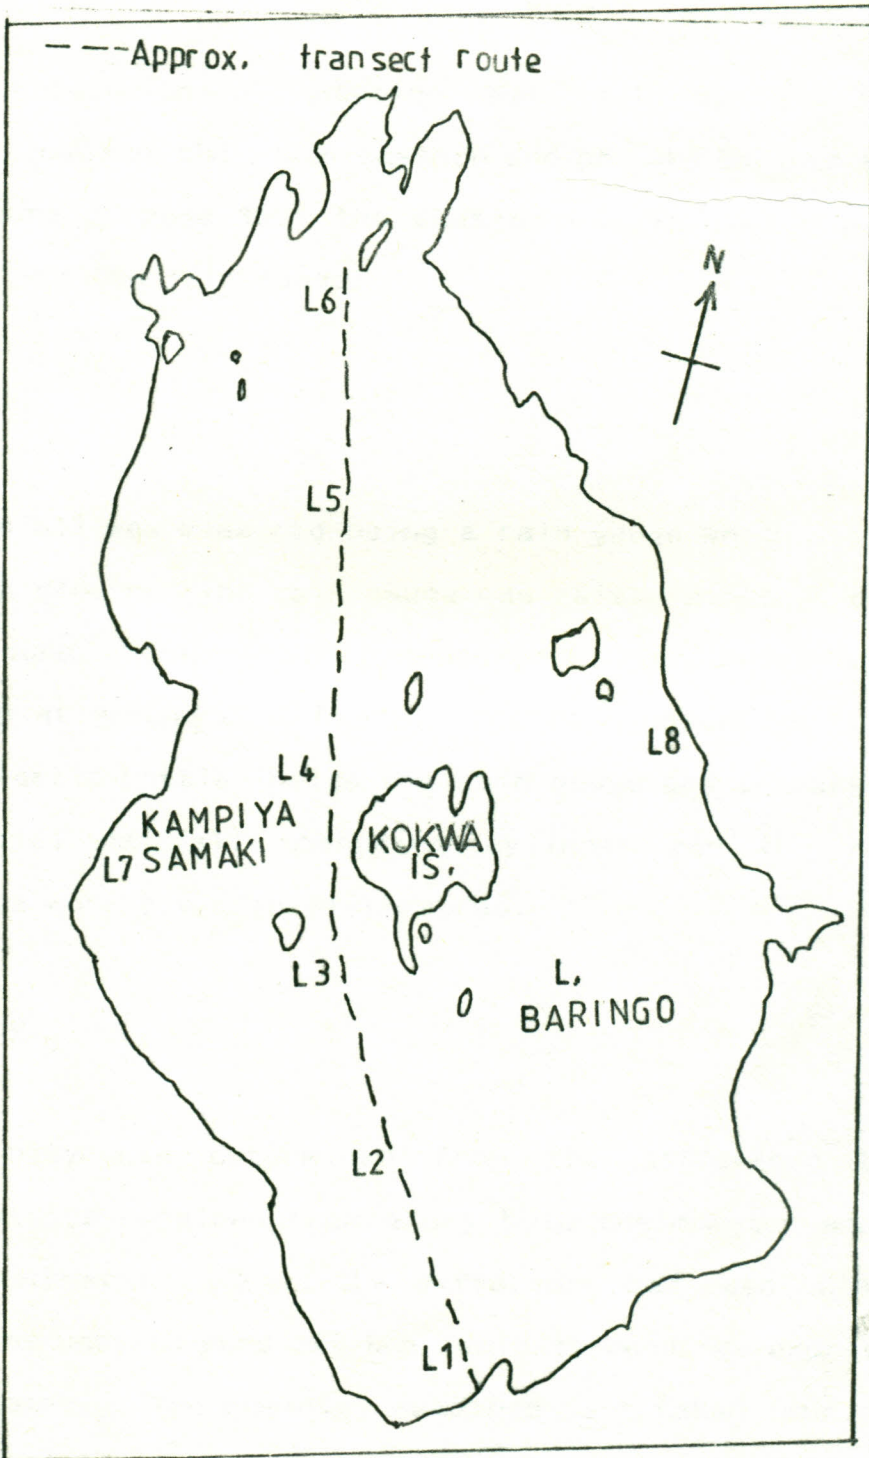 ----Approx. transect route
N
L6
L5
L8
L4
KAMPIYA
SAMAKI
L7
KOKWA
IS.
L3
L.
BARINGO
L2
L1